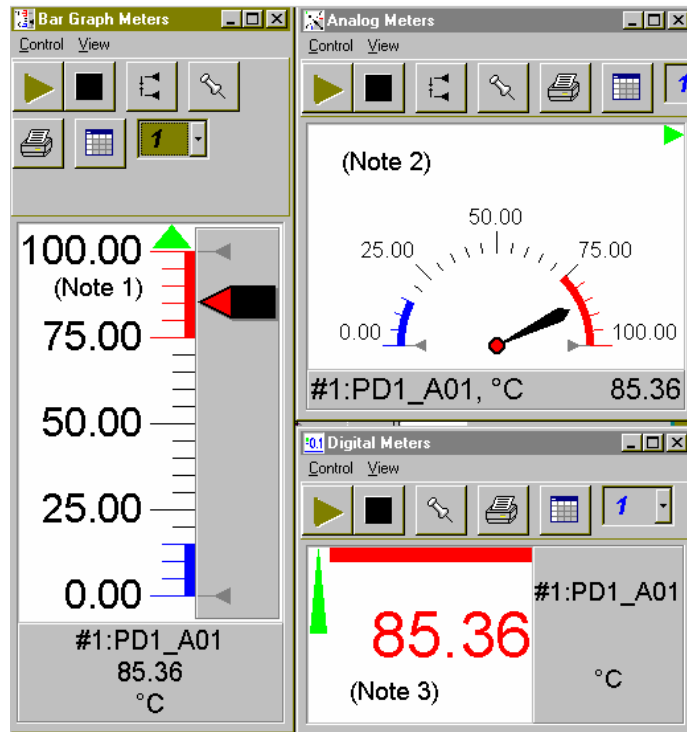 Bar Graph Meters
Control View
1
100.00
(Note 1)
75.00
50.00
25.00
0.00
#1:PD1_A01
85.36
°C
Analog Meters
Control View
1
(Note 2)
50.00
25.00 75.00
0.00 100.00
#1:PD1_A01, °C 85.36
0.1 Digital Meters
Control View
1
#1:PD1_A01
85.36
°C
(Note 3)